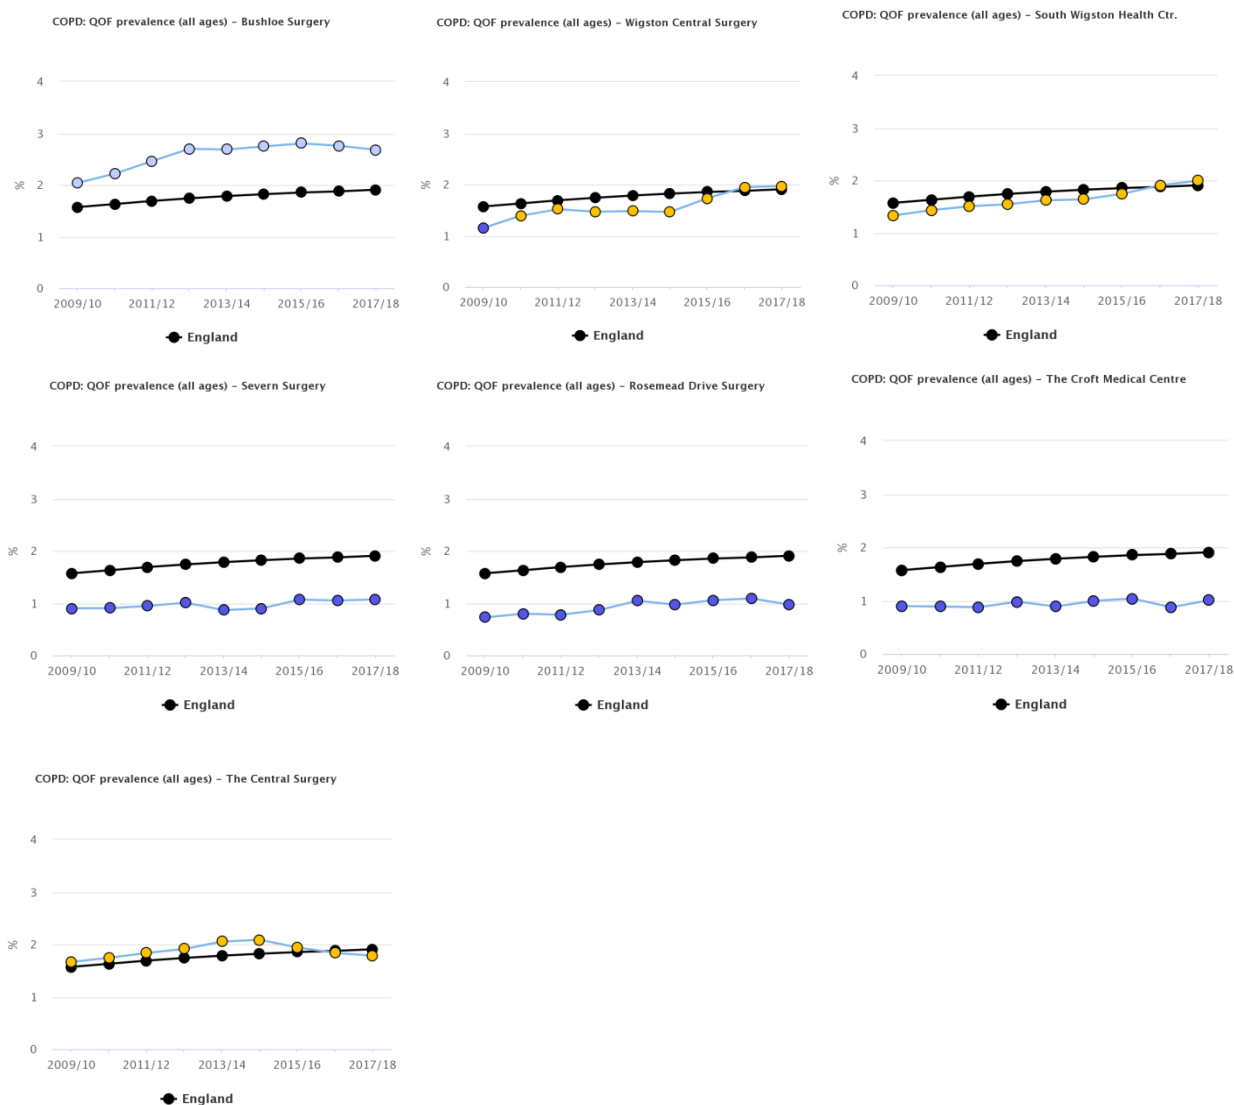 COPD: QOF prevalence (all ages) – Bushloe Surgery
4
3
2
1
0
%
2009/10 2011/12 2013/14 2015/16 2017/18
England
COPD: QOF prevalence (all ages) – Wigston Central Surgery
4
3
2
1
0
%
2009/10 2011/12 2013/14 2015/16 2017/18
England
COPD: QOF prevalence (all ages) – South Wigston Health Ctr.
4
3
2
1
0
%
2009/10 2011/12 2013/14 2015/16 2017/18
England
COPD: QOF prevalence (all ages) – Severn Surgery
4
3
2
1
0
%
2009/10 2011/12 2013/14 2015/16 2017/18
England
COPD: QOF prevalence (all ages) – Rosemead Drive Surgery
4
3
2
1
0
%
2009/10 2011/12 2013/14 2015/16 2017/18
England
COPD: QOF prevalence (all ages) – The Croft Medical Centre
4
3
2
1
0
%
2009/10 2011/12 2013/14 2015/16 2017/18
England
COPD: QOF prevalence (all ages) – The Central Surgery
4
3
2
1
0
%
2009/10 2011/12 2013/14 2015/16 2017/18
England